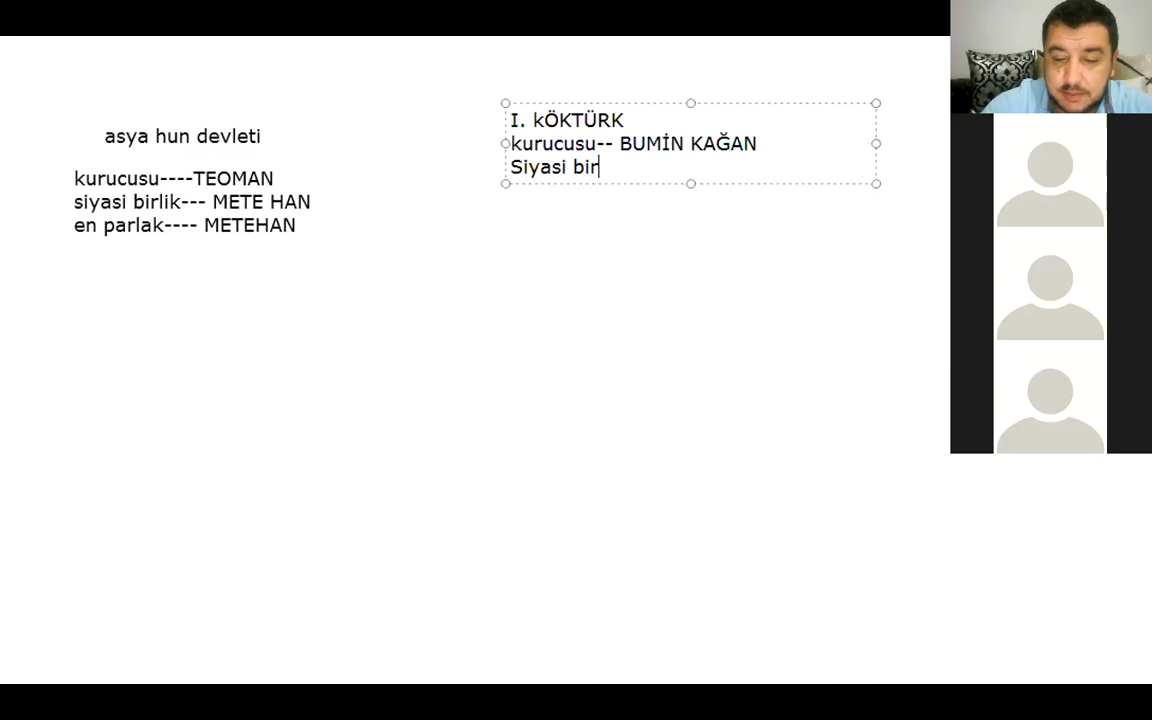 asya hun devleti
kurucusu----TEOMAN
siyasi birlik--- METE HAN
en parlak---- METEHAN
I. kÖKTÜRK
kurucusu-- BUMİN KAĞAN
Siyasi bir